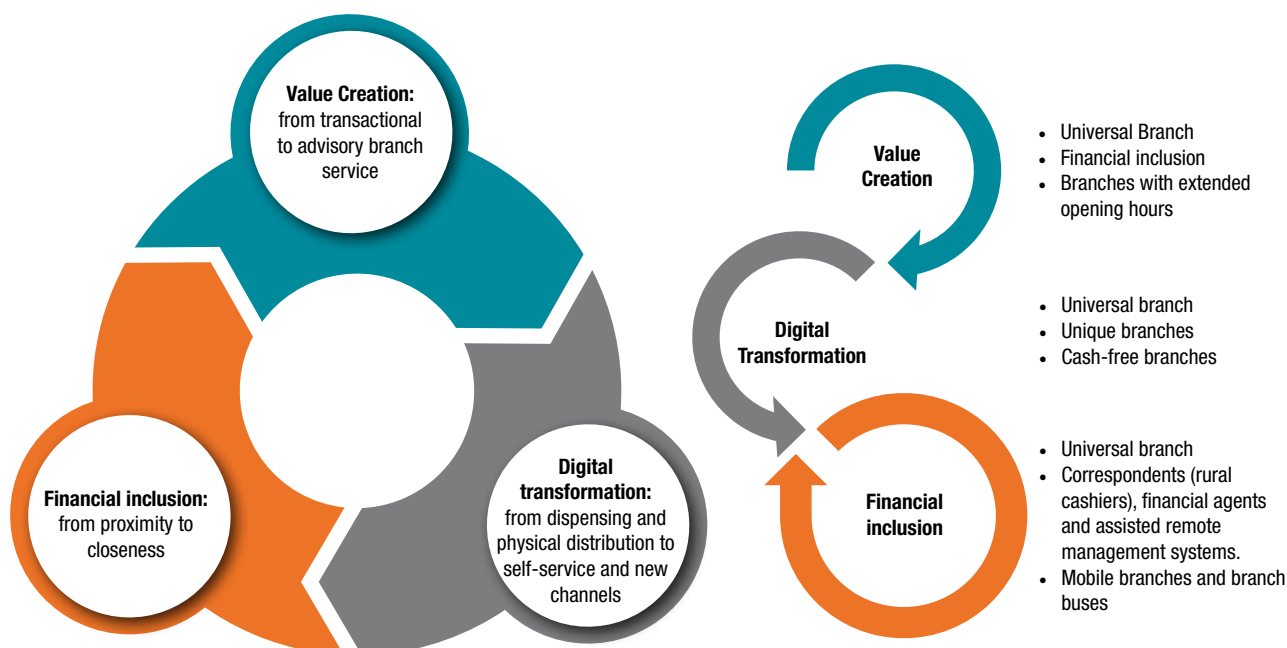 Value Creation:
from transactional
to advisory branch
service
Financial inclusion:
from proximity to
closeness
Digital
transformation:
from dispensing and
physical distribution to
self-service and new
channels
Value
Creation
• Universal Branch
• Financial inclusion
• Branches with extended
opening hours
Digital
Transformation
• Universal branch
• Unique branches
• Cash-free branches
Financial
inclusion
• Universal branch
• Correspondents (rural
cashiers), financial agents
and assisted remote
management systems.
• Mobile branches and branch
buses